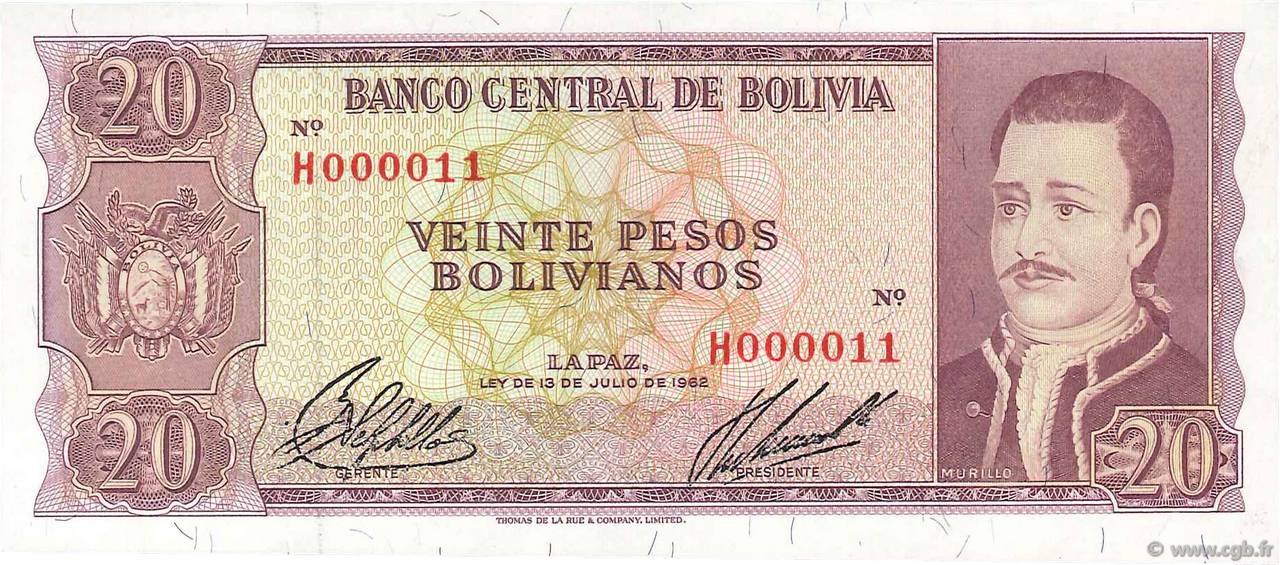 20
BANCO CENTRAL DE BOLIVIA
Nº
H000011
BOLIVIA
VEINTE PESOS
BOLIVIANOS
Nº
H000011
LA PAZ,
LEY DE 13 DE JULIO DE 1962
20
GERENTE
PRESIDENTE
MURILLO
20
THOMAS DE LA RUE & COMPANY, LIMITED.
© www.cgb.fr